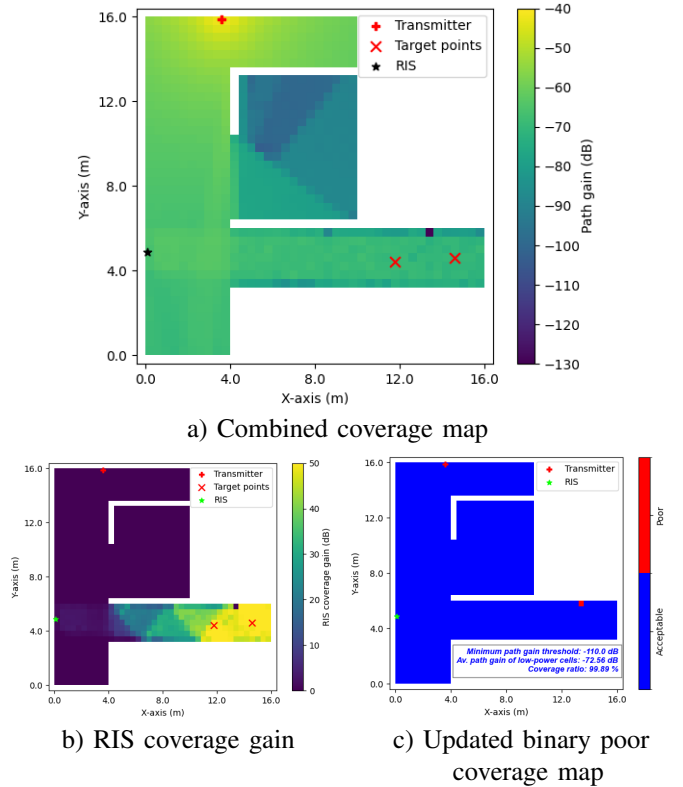 16.0
12.0
8.0
4.0
0.0
Y-axis (m)
0.0 4.0 8.0 12.0 16.0
X-axis (m)
Transmitter
Target points
RIS
−40
−50
−60
−70
−80
−90
−100
−110
−120
−130
Path gain (dB)
a) Combined coverage map
16.0
12.0
8.0
4.0
0.0
Y-axis (m)
0.0 4.0 8.0 12.0 16.0
X-axis (m)
Transmitter
Target points
RIS
50
40
30
20
10
0
RIS coverage gain (dB)
b) RIS coverage gain
16.0
12.0
8.0
4.0
0.0
Y-axis (m)
0.0 4.0 8.0 12.0 16.0
X-axis (m)
Transmitter
RIS
Minimum path gain threshold: -110.0 dB
Av. path gain of low-power cells: -72.56 dB
Coverage ratio: 99.89 %
Poor
Acceptable
c) Updated binary poor
coverage map